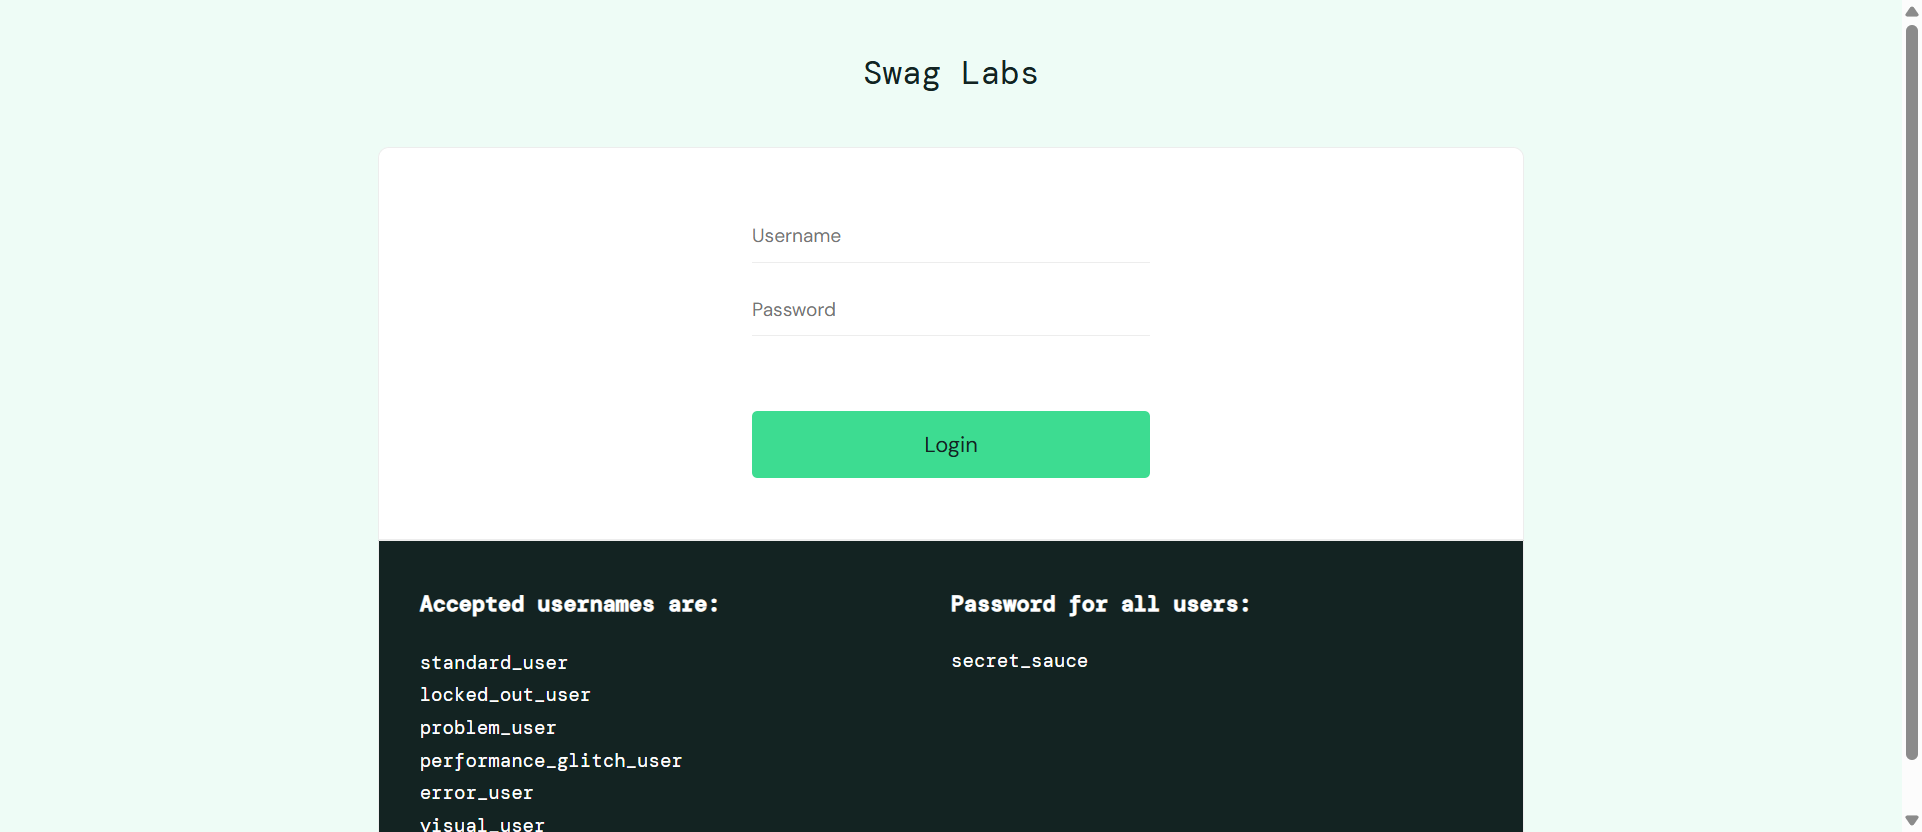 Swag Labs
Username
Password
Login
Accepted usernames are:
standard_user
locked_out_user
problem_user
performance_glitch_user
error_user
visual_user
Password for all users:
secret_sauce